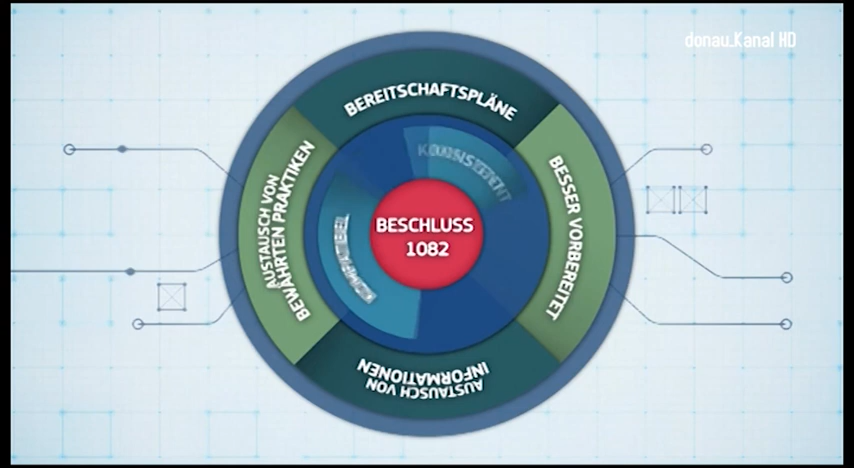 donau_Kanal HD
BEREITSCHAFTSPLÄNE
BESSER VORBEREITET
AUSTAUSCH VON
INFORMATIONEN
AUSTAUSCH VON
BEWÄHRTEN PRAKTIKEN
BESCHLUSS
1082